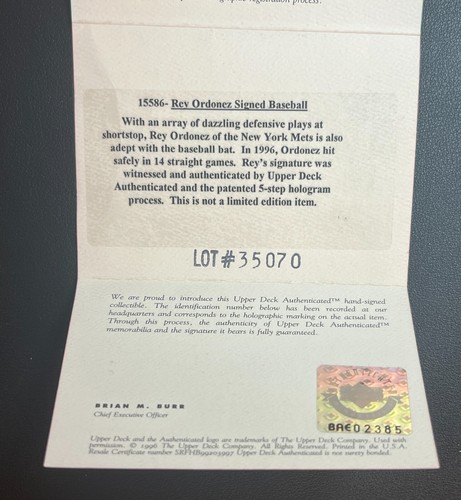 registration process.
15586- Rey Ordonez Signed Baseball
With an array of dazzling defensive plays at
shortstop, Rey Ordonez of the New York Mets is also
adept with the baseball bat. In 1996, Ordonez hit
safely in 14 straight games. Rey's signature was
witnessed and authenticated by Upper Deck
Authenticated and the patented 5-step hologram
process. This is not a limited edition item.
LOT#35070
We are proud to introduce this Upper Deck Authenticated™ hand-signed
collectible. The identification number below has been recorded at our
headquarters and corresponds to the holographic marking on the actual item.
Through this process, the authenticity of Upper Deck Authenticated™
memorabilia and the signature it bears is fully guaranteed.
BRIAN M. BURR
Chief Executive Officer
BAE02385
Upper Deck and the Authenticated logo are trademarks of The Upper Deck Company. Used with
permission. © 1996 The Upper Deck Company. All Rights Reserved. Printed in the U.S.A.
Resale Certificate number SRFHB99203997 Upper Deck Authenticated is not surety bonded.